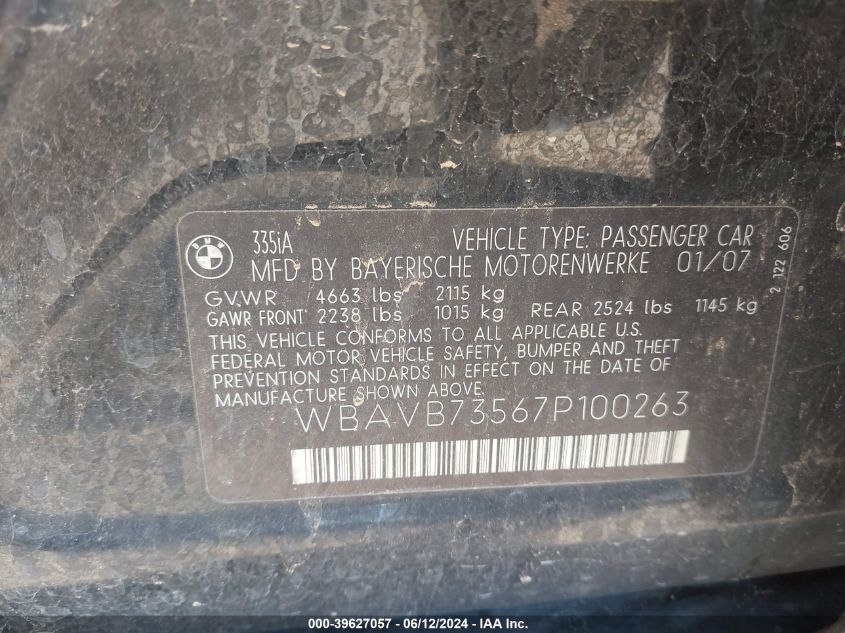 BMW
335iA VEHICLE TYPE: PASSENGER CAR
MFD BY BAYERISCHE MOTORENWERKE 01/07
GVWR 4663 lbs 2115 kg
GAWR FRONT 2238 lbs 1015 kg REAR 2524 lbs 1145 kg
THIS VEHICLE CONFORMS TO ALL APPLICABLE U.S.
FEDERAL MOTOR VEHICLE SAFETY, BUMPER AND THEFT
PREVENTION STANDARDS IN EFFECT ON THE DATE OF
MANUFACTURE SHOWN ABOVE.
WBAVB73567P100263
2 122 606
000-39627057 - 06/12/2024 - IAA Inc.